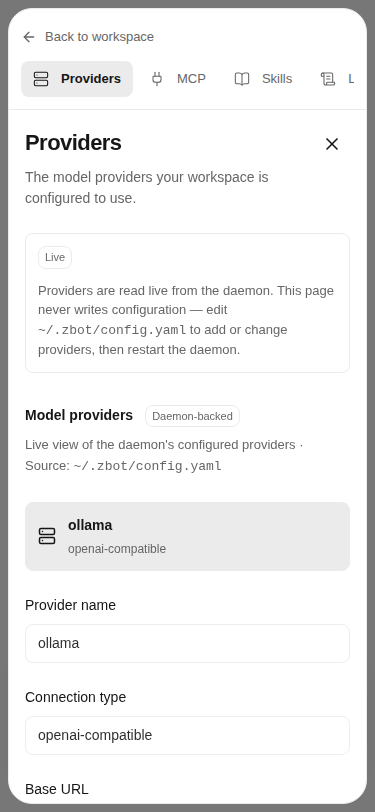 Back to workspace
Providers MCP Skills L
Providers
The model providers your workspace is
configured to use.
Live
Providers are read live from the daemon. This page
never writes configuration — edit
~/.zbot/config.yaml to add or change
providers, then restart the daemon.
Model providers Daemon-backed
Live view of the daemon's configured providers ·
Source: ~/.zbot/config.yaml
ollama
openai-compatible
Provider name
ollama
Connection type
openai-compatible
Base URL